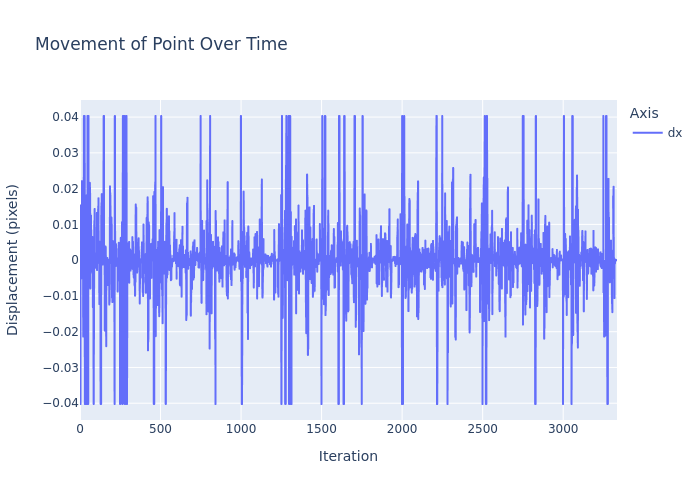 Movement of Point Over Time
Axis
dx
0.04
0.03
0.02
0.01
0
−0.01
−0.02
−0.03
−0.04
Displacement (pixels)
0 500 1000 1500 2000 2500 3000
Iteration